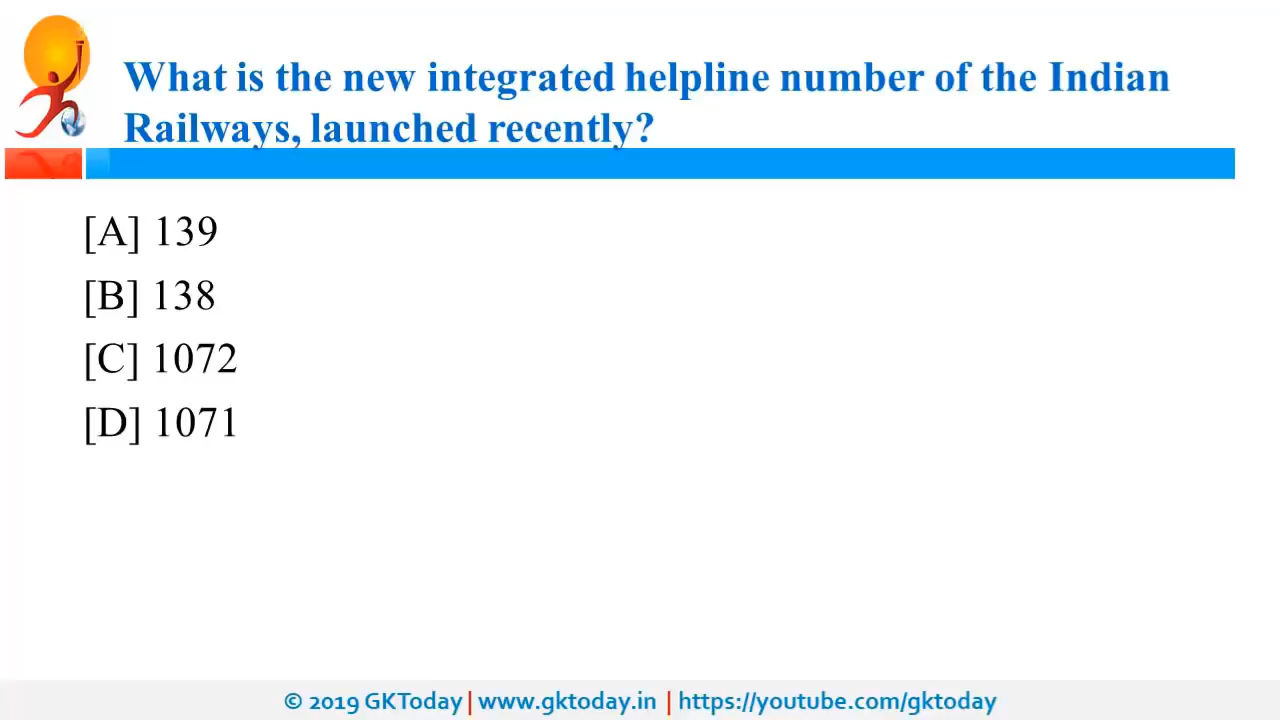 What is the new integrated helpline number of the Indian
Railways, launched recently?
[A] 139
[B] 138
[C] 1072
[D] 1071
© 2019 GKToday | www.gktoday.in | https://youtube.com/gktoday